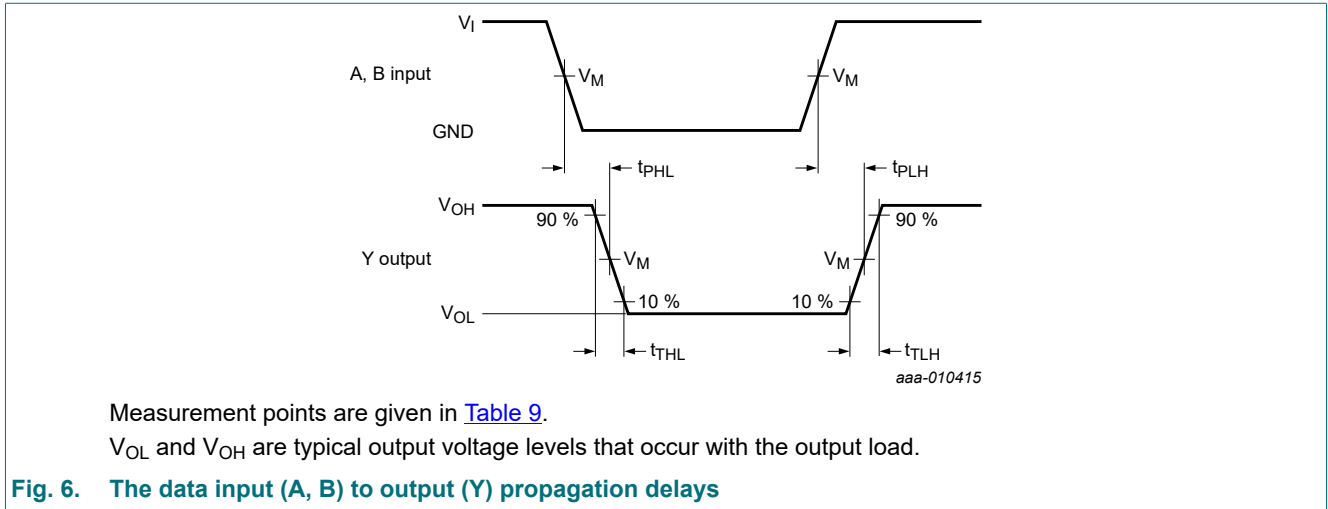 V_I
A, B input
V_M
V_M
GND
t_PHL
t_PLH
V_OH
90 %
90 %
Y output
V_M
V_M
10 %
10 %
V_OL
t_THL
t_TLH
aaa-010415
Measurement points are given in Table 9.
V_OL and V_OH are typical output voltage levels that occur with the output load.
Fig. 6. The data input (A, B) to output (Y) propagation delays